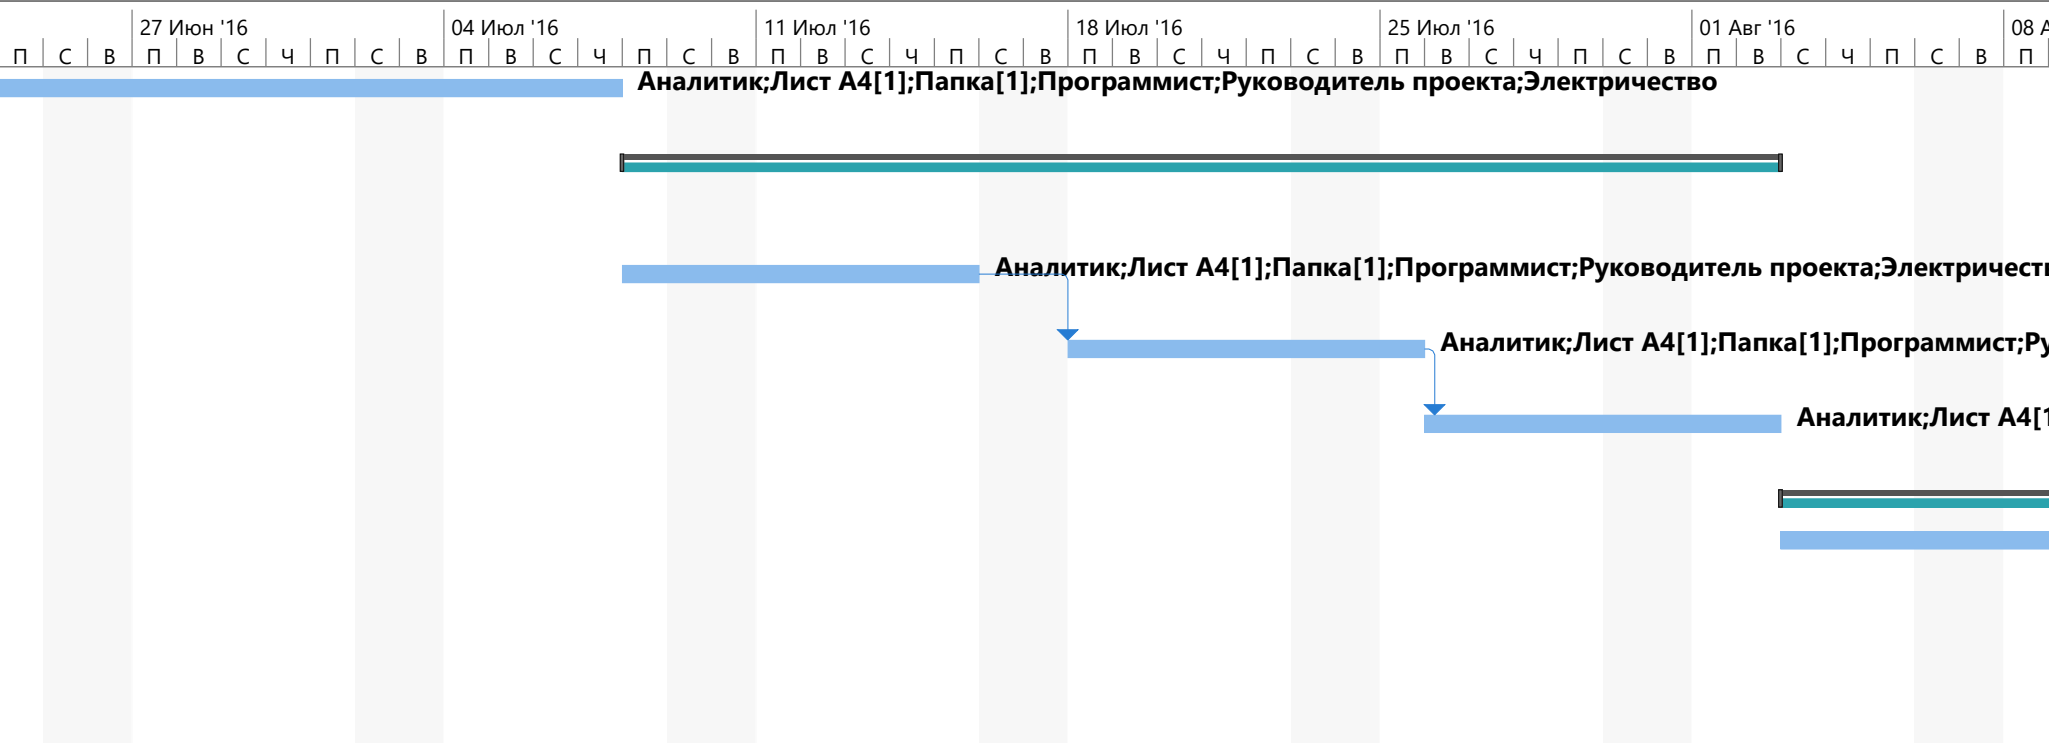 27 Июн '16 04 Июл '16 11 Июл '16 18 Июл '16 25 Июл '16 01 Авг '16 08
П С В П В С Ч П С В П В С Ч П С В П В С Ч П С В П В С Ч П С В П В С Ч П С В П В С Ч П С В П
Аналитик;Лист А4[1];Папка[1];Программист;Руководитель проекта;Электричество
Аналитик;Лист А4[1];Папка[1];Программист;Руководитель проекта;
Аналитик;Лист А4[1];Папка[1];Программист;
Аналитик;Лист А4[1